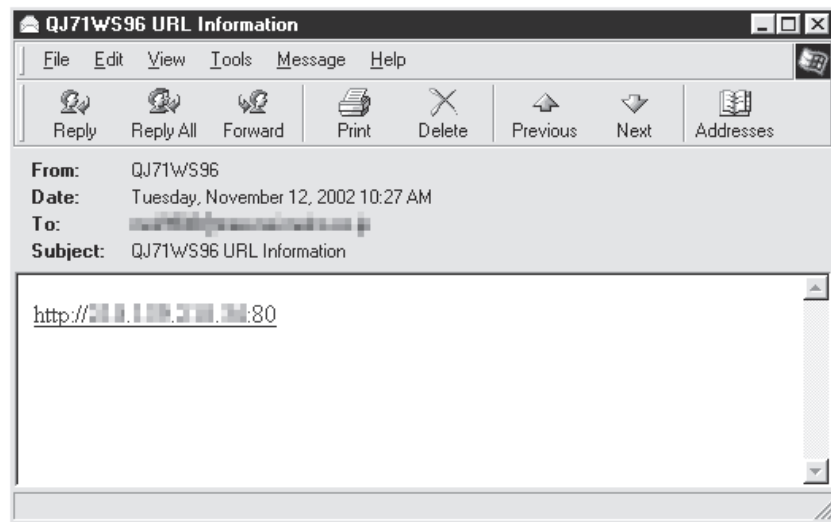 QJ71WS96 URL Information
File Edit View Tools Message Help
Reply Reply All Forward Print Delete Previous Next Addresses
From: QJ71WS96
Date: Tuesday, November 12, 2002 10:27 AM
To:
Subject: QJ71WS96 URL Information
http:// :80